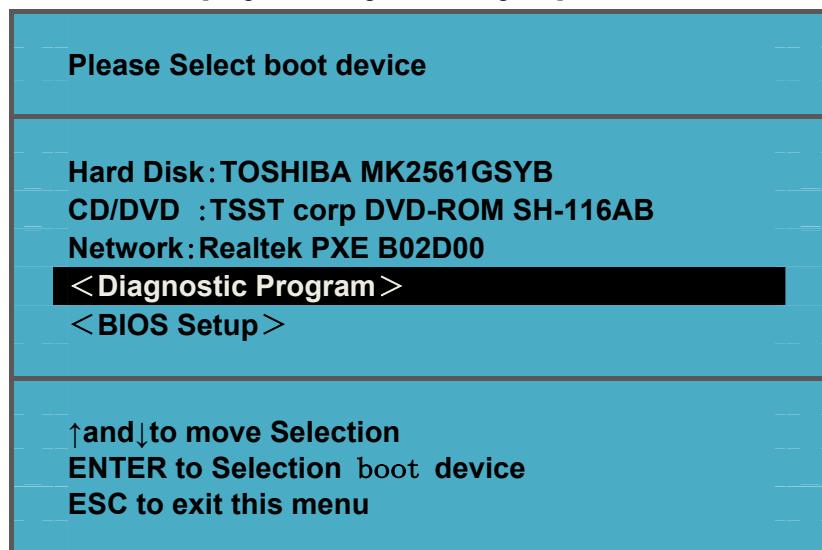 Please Select boot device
Hard Disk：TOSHIBA MK2561GSYB
CD/DVD ：TSST corp DVD-ROM SH-116AB
Network：Realtek PXE B02D00
＜Diagnostic Program＞
＜BIOS Setup＞
↑and↓to move Selection
ENTER to Selection boot device
ESC to exit this menu